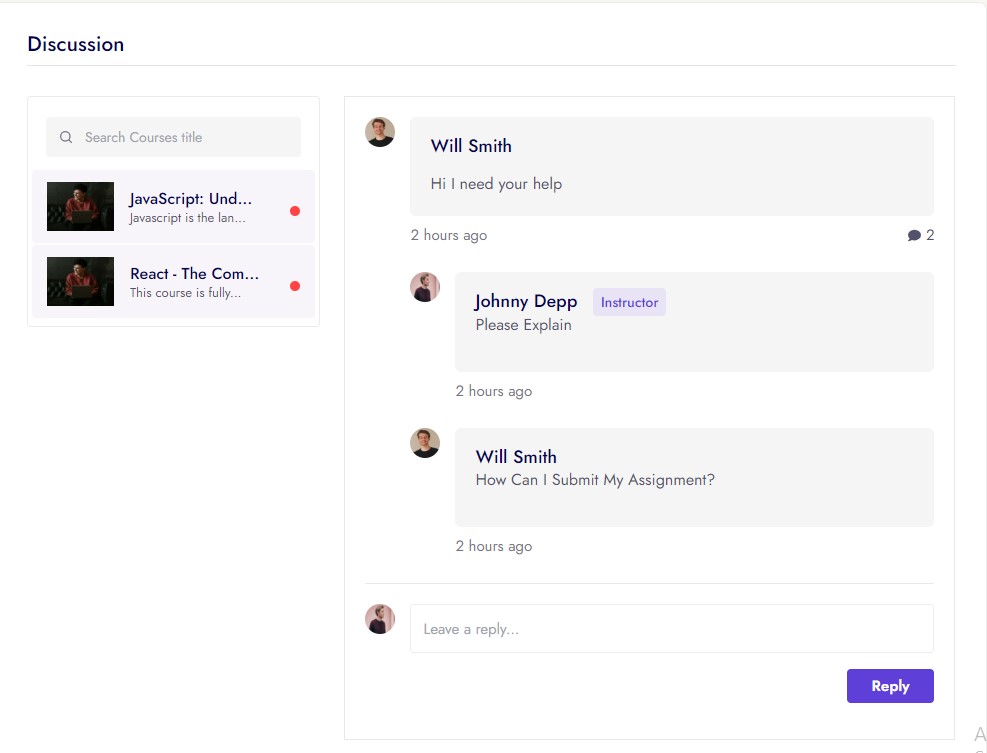 Discussion
Search Courses title
JavaScript: Und...
Javascript is the lan...
React - The Com...
This course is fully...
Will Smith
Hi I need your help
2 hours ago
2
Johnny Depp
Instructor
Please Explain
2 hours ago
Will Smith
How Can I Submit My Assignment?
2 hours ago
Leave a reply...
Reply
A